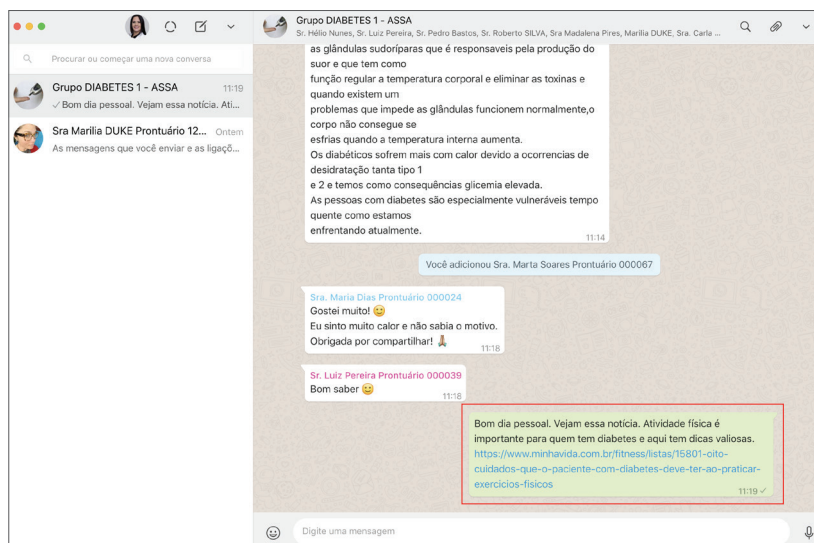 Grupo DIABETES 1 - ASSA
Sr. Hélio Nunes, Sr. Luiz Pereira, Sr. Pedro Bastos, Sr. Roberto SILVA, Sra Madalena Pires, Marilia DUKE, Sra. Carla ...
Procurar ou começar uma nova conversa
Grupo DIABETES 1 - ASSA 11:19
Bom dia pessoal. Vejam essa notícia. Ati...
Sra Marilia DUKE Prontuário 12... Ontem
As mensagens que você enviar e as ligaçõ...
as glândulas sudoríparas que é responsaveis pela produção do
suor e que tem como
função regular a temperatura corporal e eliminar as toxinas e
quando existem um
problemas que impede as glândulas funcionem normalmente,o
corpo não consegue se
esfrias quando a temperatura interna aumenta.
Os diabéticos sofrem mais com calor devido a ocorrencias de
desidratação tanta tipo 1
e 2 e temos como consequências glicemia elevada.
As pessoas com diabetes são especialmente vulneráveis tempo
quente como estamos
enfrentando atualmente.
11:14
Você adicionou Sra. Marta Soares Prontuário 000067
Sra. Maria Dias Prontuário 000024
Gostei muito! 😊
Eu sinto muito calor e não sabia o motivo.
Obrigada por compartilhar! 🙏
11:18
Sr. Luiz Pereira Prontuário 000039
Bom saber 😊
11:18
Bom dia pessoal. Vejam essa notícia. Atividade física é
importante para quem tem diabetes e aqui tem dicas valiosas.
https://www.minhavida.com.br/fitness/listas/15801-oito-
cuidados-que-o-paciente-com-diabetes-deve-ter-ao-praticar-
exercicios-fisicos
11:19
Digite uma mensagem